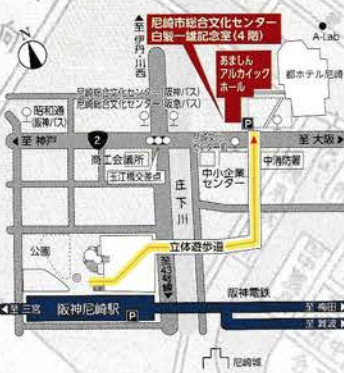 尼崎市総合文化センター
白髪一雄記念室(4階)
A-Lab
至伊丹・川西
あましん
アルカイック
ホール
都ホテル尼崎
尼崎総合文化センター(阪神バス)
尼崎総合文化センター(阪急バス)
昭和通
(阪神バス)
P
至神戸
2
至大阪
商工会議所
玉江橋交差点
中小企業
センター
中消防署
庄下川
公園
立体遊歩道
至43号線
阪神電鉄
至三宮
阪神尼崎駅
P
至梅田
至難波
尼崎城